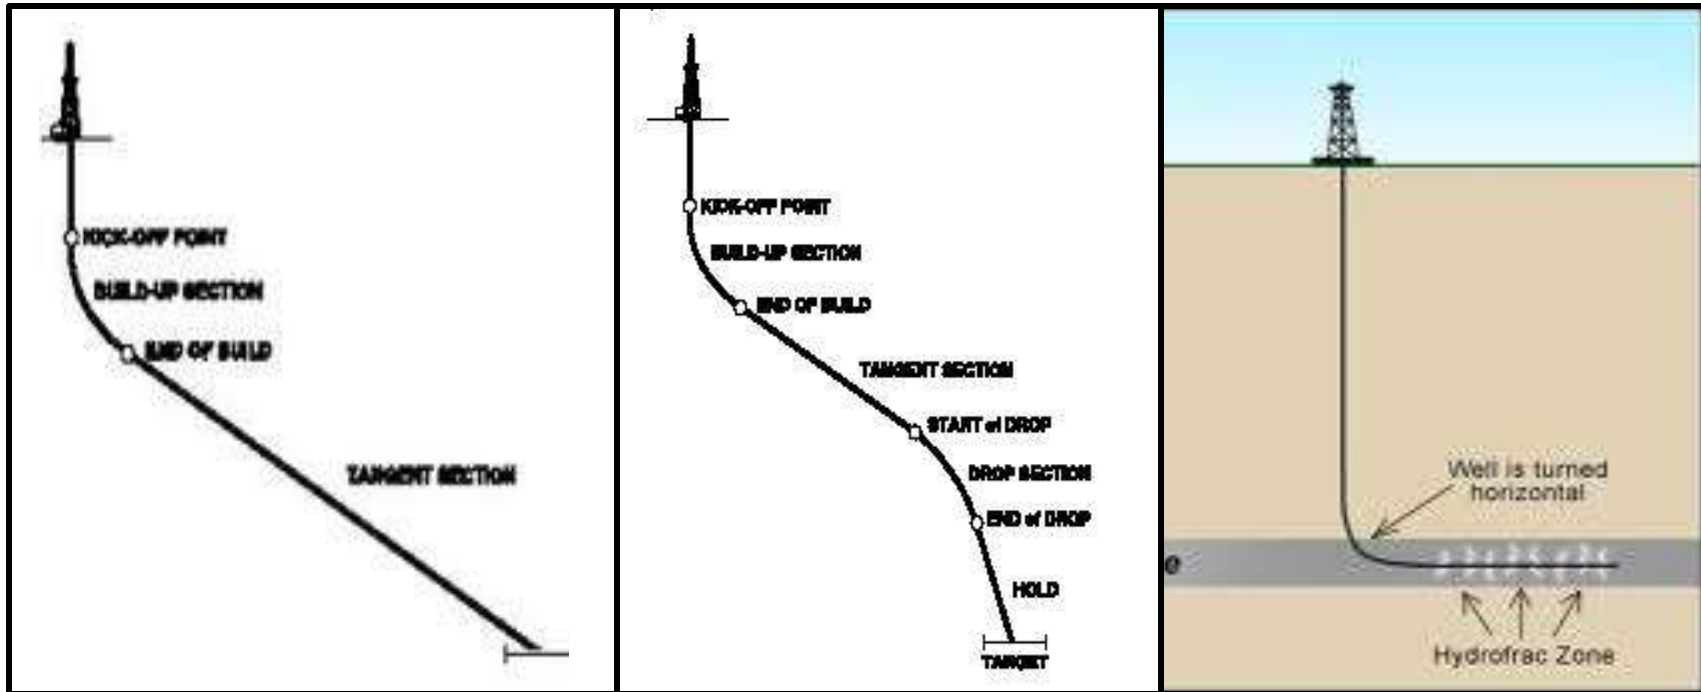 KICK-OFF POINT
BUILD-UP SECTION
END OF BUILD
TANGENT SECTION
KICK-OFF POINT
BUILD-UP SECTION
END OF BUILD
TANGENT SECTION
START of DROP
DROP SECTION
END of DROP
HOLD
TARGET
Well is turned
horizontal
e
Hydrofrac Zone